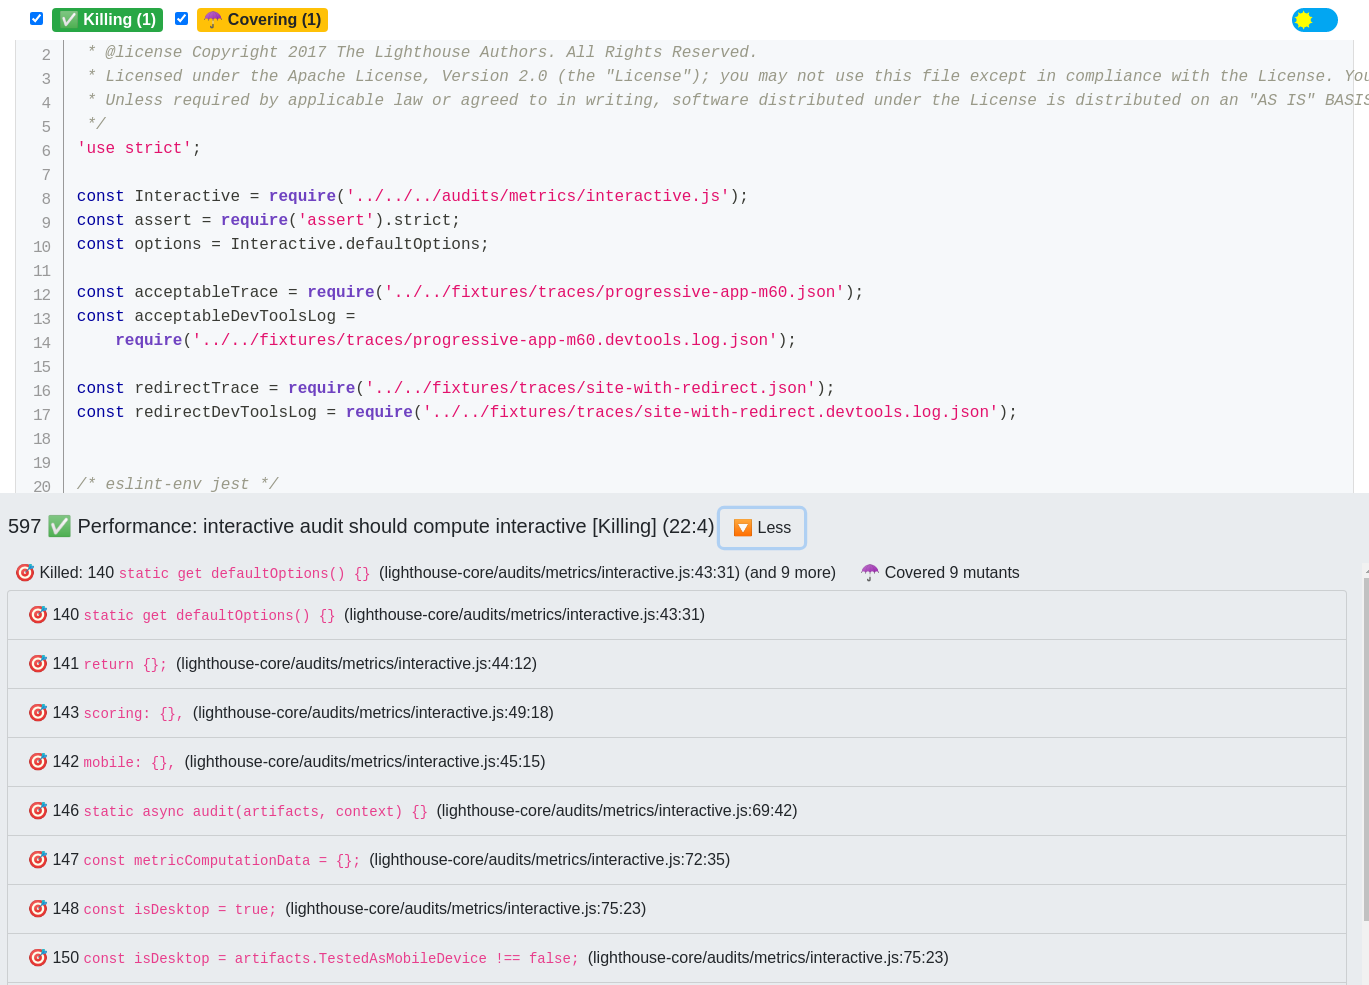 ✅ Killing (1) ☂ Covering (1)
2 * @license Copyright 2017 The Lighthouse Authors. All Rights Reserved.
3 * Licensed under the Apache License, Version 2.0 (the "License"); you may not use this file except in compliance with the License. You
4 * Unless required by applicable law or agreed to in writing, software distributed under the License is distributed on an "AS IS" BASIS
5 */
6 'use strict';
7
8 const Interactive = require('../../../audits/metrics/interactive.js');
9 const assert = require('assert').strict;
10 const options = Interactive.defaultOptions;
11
12 const acceptableTrace = require('../../fixtures/traces/progressive-app-m60.json');
13 const acceptableDevToolsLog =
14 require('../../fixtures/traces/progressive-app-m60.devtools.log.json');
15
16 const redirectTrace = require('../../fixtures/traces/site-with-redirect.json');
17 const redirectDevToolsLog = require('../../fixtures/traces/site-with-redirect.devtools.log.json');
18
19
20 /* eslint-env jest */
597 ✅ Performance: interactive audit should compute interactive [Killing] (22:4) 🔽 Less
🎯 Killed: 140 static get defaultOptions() {} (lighthouse-core/audits/metrics/interactive.js:43:31) (and 9 more) ☂ Covered 9 mutants
🎯 140 static get defaultOptions() {} (lighthouse-core/audits/metrics/interactive.js:43:31)
🎯 141 return {}; (lighthouse-core/audits/metrics/interactive.js:44:12)
🎯 143 scoring: {}, (lighthouse-core/audits/metrics/interactive.js:49:18)
🎯 142 mobile: {}, (lighthouse-core/audits/metrics/interactive.js:45:15)
🎯 146 static async audit(artifacts, context) {} (lighthouse-core/audits/metrics/interactive.js:69:42)
🎯 147 const metricComputationData = {}; (lighthouse-core/audits/metrics/interactive.js:72:35)
🎯 148 const isDesktop = true; (lighthouse-core/audits/metrics/interactive.js:75:23)
🎯 150 const isDesktop = artifacts.TestedAsMobileDevice !== false; (lighthouse-core/audits/metrics/interactive.js:75:23)